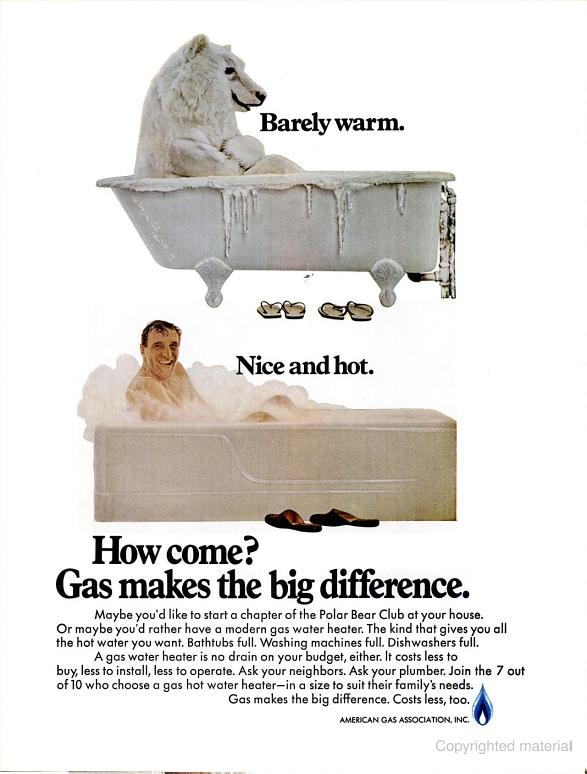 Barely warm.
Nice and hot.
How come?
Gas makes the big difference.
Maybe you'd like to start a chapter of the Polar Bear Club at your house.
Or maybe you'd rather have a modern gas water heater. The kind that gives you all
the hot water you want. Bathtubs full. Washing machines full. Dishwashers full.
A gas water heater is no drain on your budget, either. It costs less to
buy, less to install, less to operate. Ask your neighbors. Ask your plumber. Join the 7 out
of 10 who choose a gas hot water heater—in a size to suit their family's needs.
Gas makes the big difference. Costs less, too.
AMERICAN GAS ASSOCIATION, INC.
Copyrighted material